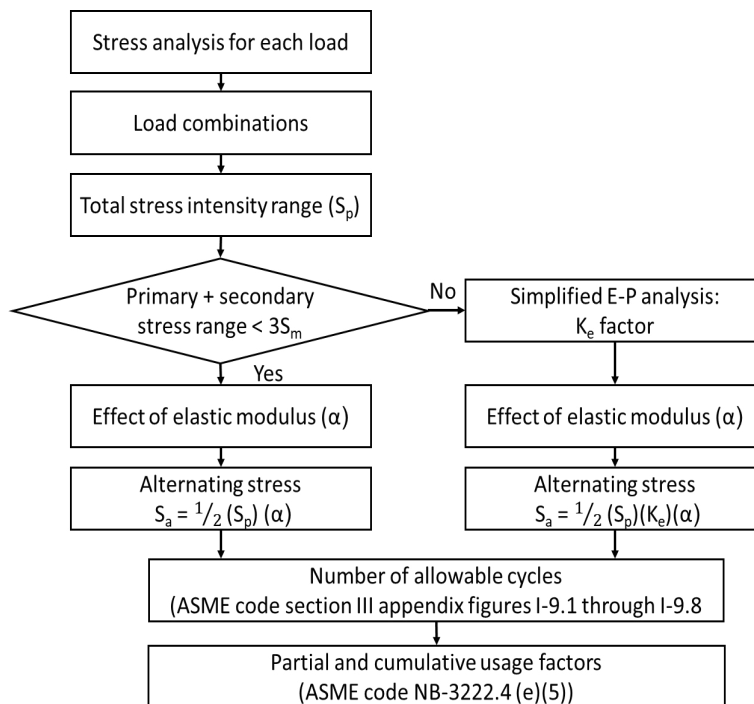 Stress analysis for each load
Load combinations
Total stress intensity range (Sₚ)
Primary + secondary
stress range < 3Sₘ
No
Simplified E-P analysis:
Kₑ factor
Yes
Effect of elastic modulus (α)
Effect of elastic modulus (α)
Alternating stress
Sₐ = ¹/₂ (Sₚ) (α)
Alternating stress
Sₐ = ¹/₂ (Sₚ)(Kₑ)(α)
Number of allowable cycles
(ASME code section III appendix figures I-9.1 through I-9.8
Partial and cumulative usage factors
(ASME code NB-3222.4 (e)(5))